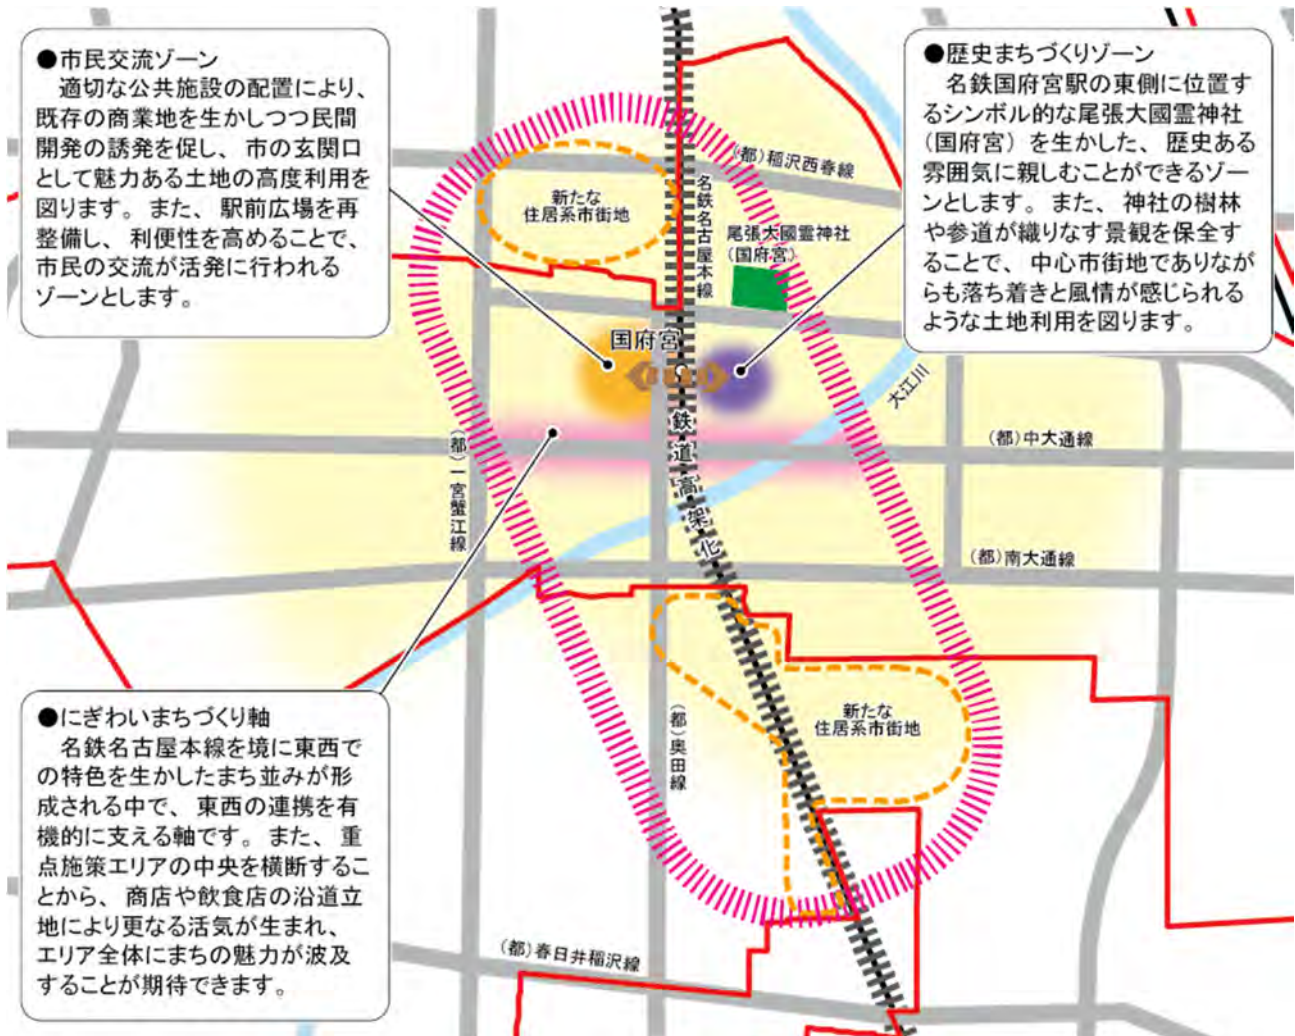 ●市民交流ゾーン
適切な公共施設の配置により、
既存の商業地を生かしつつ民間
開発の誘発を促し、市の玄関口
として魅力ある土地の高度利用を
図ります。また、駅前広場を再
整備し、利便性を高めることで、
市民の交流が活発に行われる
ゾーンとします。
●歴史まちづくりゾーン
名鉄国府宮駅の東側に位置す
るシンボル的な尾張大國霊神社
（国府宮）を生かした、歴史ある
雰囲気に親しむことができるゾー
ンとします。また、神社の樹林
や参道が織りなす景観を保全す
ることで、中心市街地でありなが
らも落ち着きと風情が感じられる
ような土地利用を図ります。
（都）稲沢西春線
新たな
住居系市街地
名鉄名古屋本線
尾張大國霊神社
（国府宮）
国府宮
大江川
鉄道高架化
（都）中大通線
（都）一宮蟹江線
（都）南大通線
新たな
住居系市街地
（都）奥田線
●にぎわいまちづくり軸
名鉄名古屋本線を境に東西で
の特色を生かしたまち並みが形
成される中で、東西の連携を有
機的に支える軸です。また、重
点施策エリアの中央を横断するこ
とから、商店や飲食店の沿道立
地により更なる活気が生まれ、
エリア全体にまちの魅力が波及
することが期待できます。
（都）春日井稲沢線